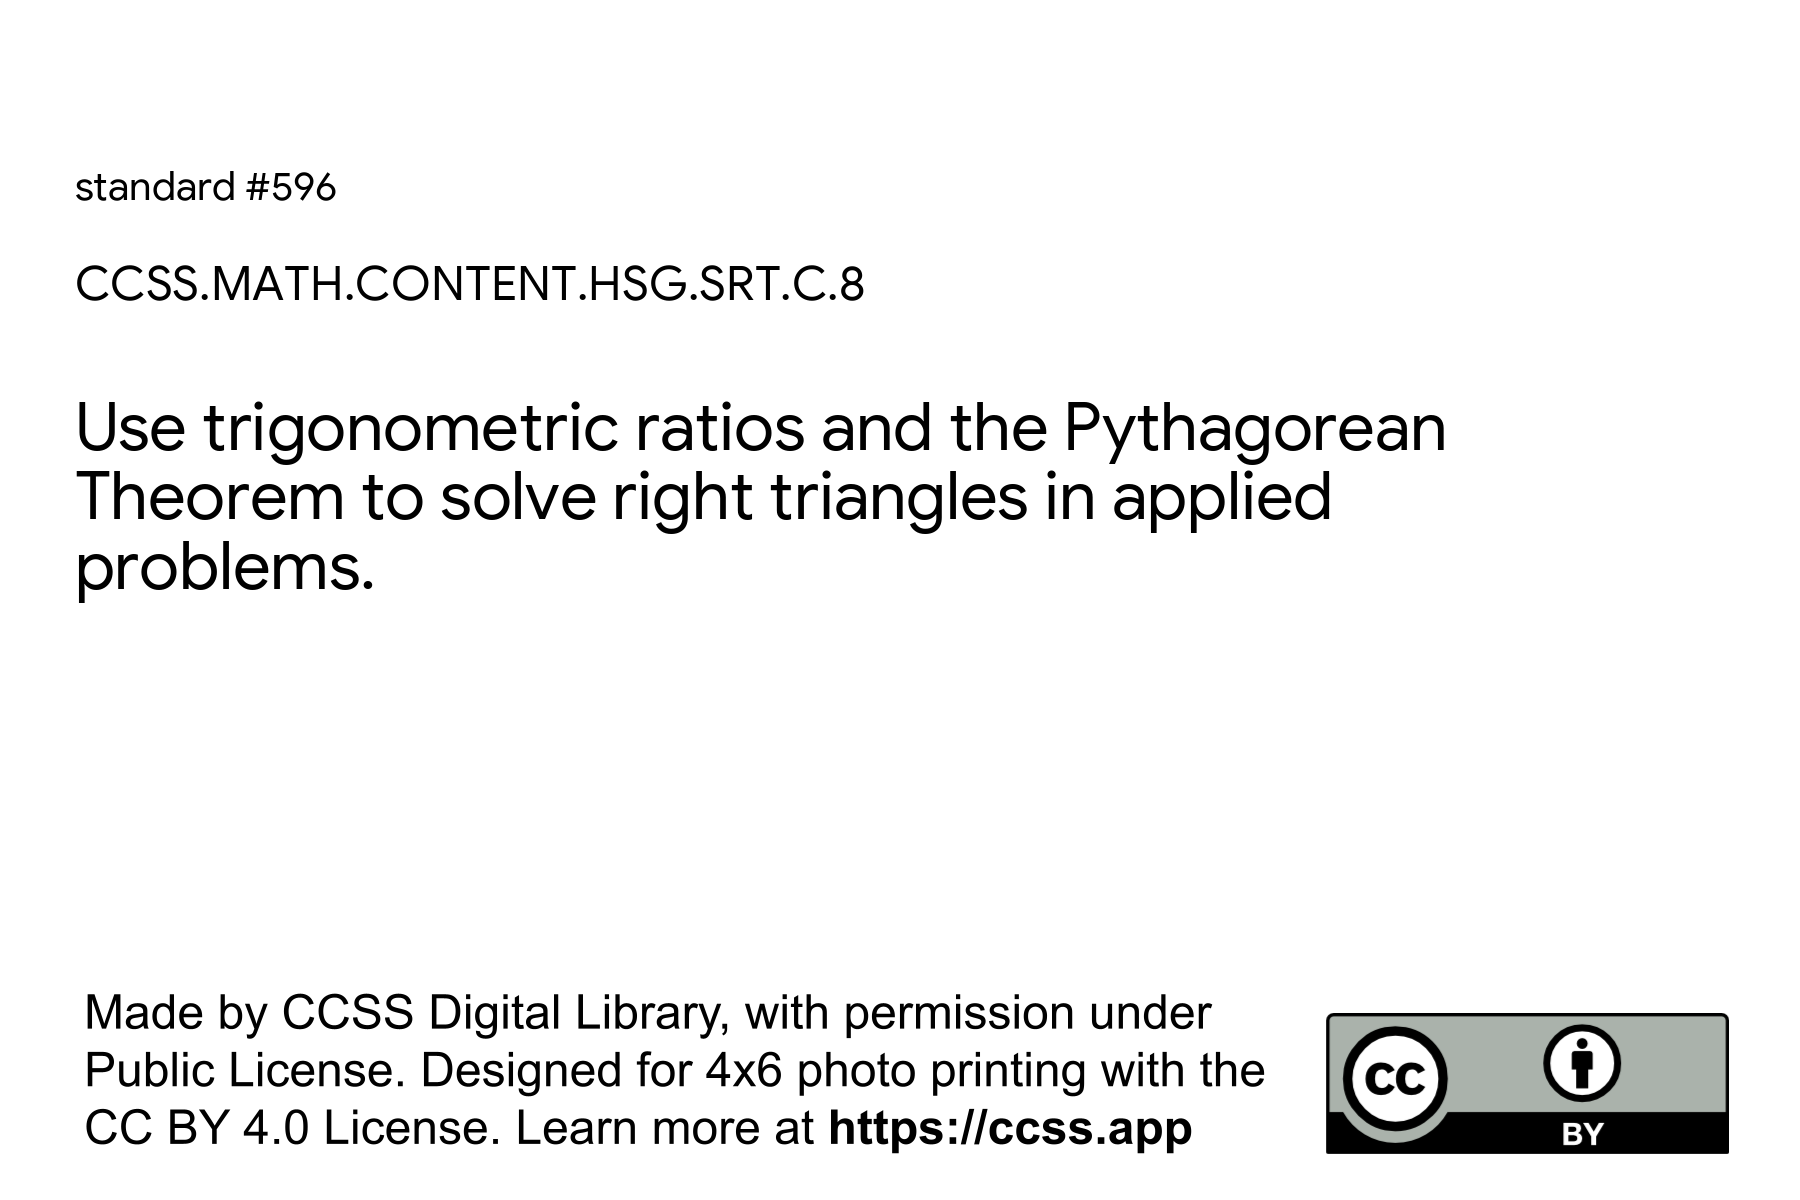 standard #596
CCSS.MATH.CONTENT.HSG.SRT.C.8
Use trigonometric ratios and the Pythagorean
Theorem to solve right triangles in applied
problems.
Made by CCSS Digital Library, with permission under
Public License. Designed for 4x6 photo printing with the
CC BY 4.0 License. Learn more at https://ccss.app
CC
BY